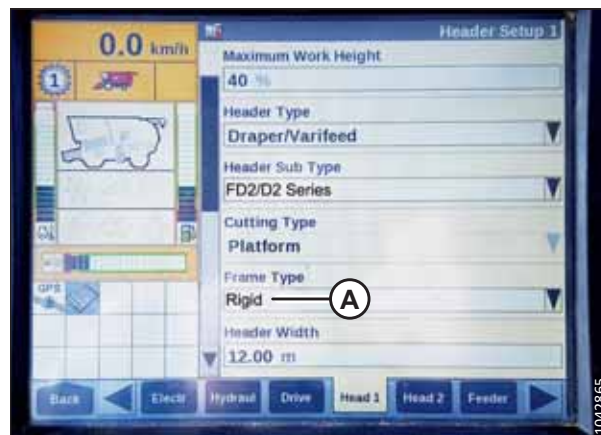 0.0 km/h
Header Setup 1
Maximum Work Height
40 %
1
Header Type
Draper/Varifeed
Header Sub Type
FD2/D2 Series
Cutting Type
Platform
Frame Type
Rigid
A
GPS
Header Width
12.00 m
Back
Electr
Hydraul
Drive
Head 1
Head 2
Feeder
1042865